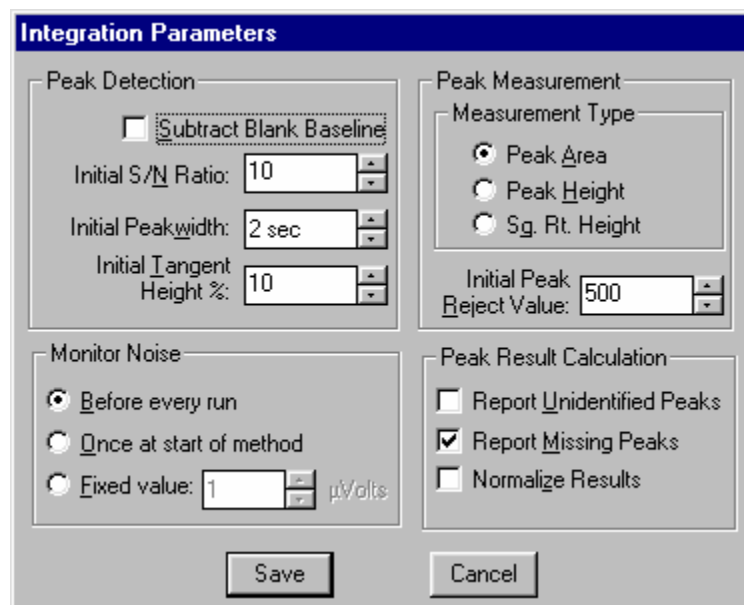 Integration Parameters
Peak Detection
Subtract Blank Baseline
Initial S/N Ratio: 10
Initial Peakwidth: 2 sec
Initial Tangent
Height %: 10
Peak Measurement
Measurement Type
Peak Area
Peak Height
Sg. Rt. Height
Initial Peak
Reject Value: 500
Monitor Noise
Before every run
Once at start of method
Fixed value: 1 µVolts
Peak Result Calculation
Report Unidentified Peaks
Report Missing Peaks
Normalize Results
Save
Cancel